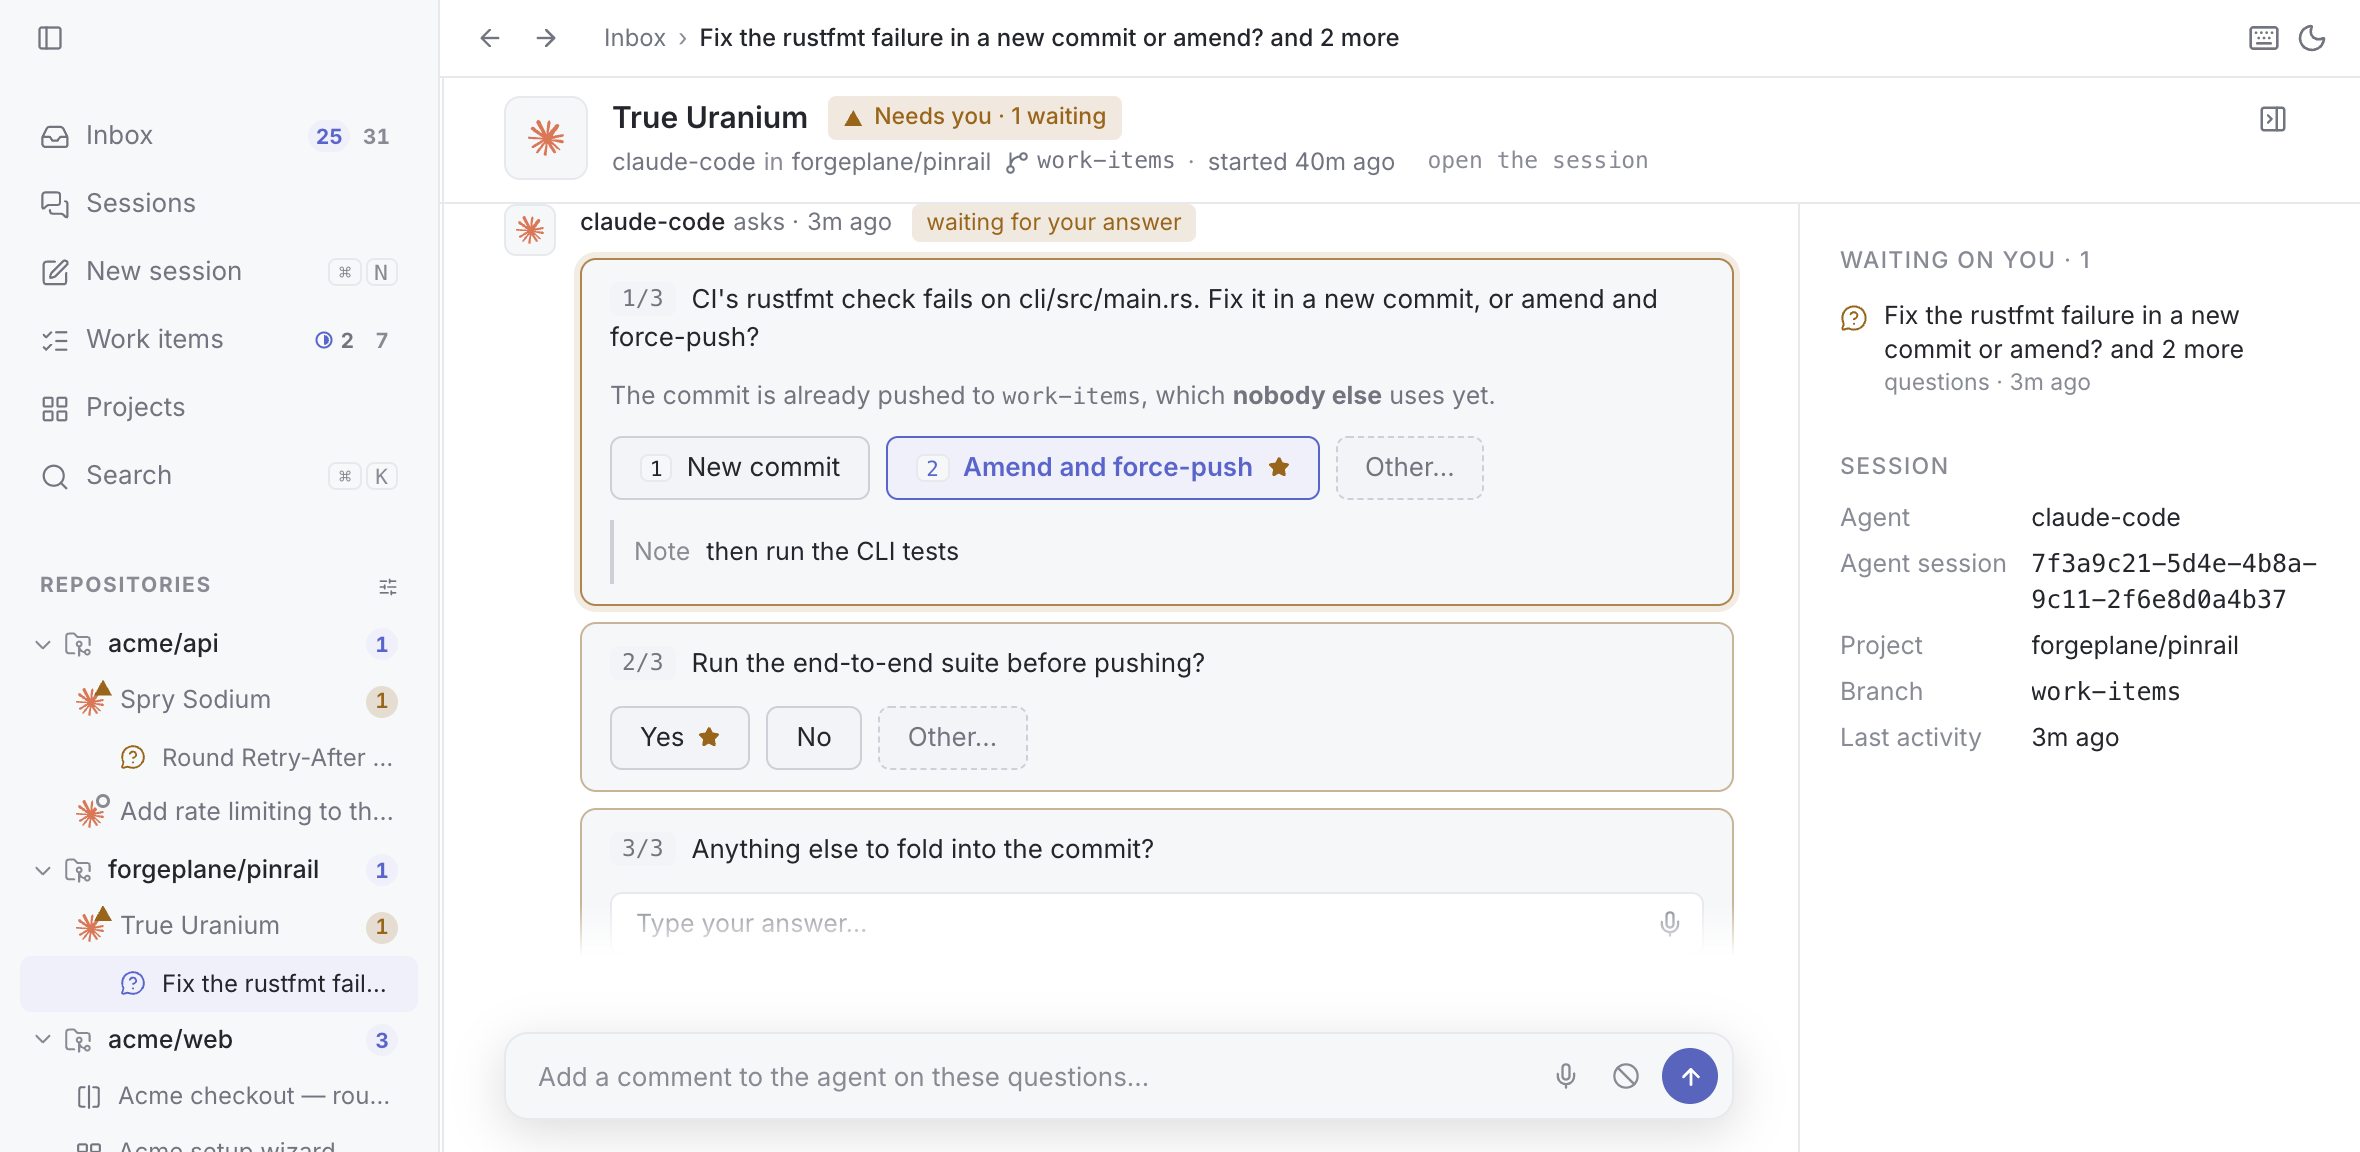 Inbox 25 31
Sessions
New session ⌘ N
Work items 2 7
Projects
Search ⌘ K
REPOSITORIES
acme/api 1
Spry Sodium 1
Round Retry-After ...
Add rate limiting to th...
forgeplane/pinrail 1
True Uranium 1
Fix the rustfmt fail...
acme/web 3
Acme checkout — rou...
Acme setup wizard
Inbox › Fix the rustfmt failure in a new commit or amend? and 2 more
True Uranium Needs you · 1 waiting
claude-code in forgeplane/pinrail work-items · started 40m ago open the session
claude-code asks · 3m ago waiting for your answer
1/3 CI's rustfmt check fails on cli/src/main.rs. Fix it in a new commit, or amend and
force-push?
The commit is already pushed to work-items, which nobody else uses yet.
1 New commit 2 Amend and force-push Other...
Note then run the CLI tests
2/3 Run the end-to-end suite before pushing?
Yes No Other...
3/3 Anything else to fold into the commit?
Type your answer...
Add a comment to the agent on these questions...
WAITING ON YOU · 1
Fix the rustfmt failure in a new
commit or amend? and 2 more
questions · 3m ago
SESSION
Agent claude-code
Agent session 7f3a9c21-5d4e-4b8a-
9c11-2f6e8d0a4b37
Project forgeplane/pinrail
Branch work-items
Last activity 3m ago